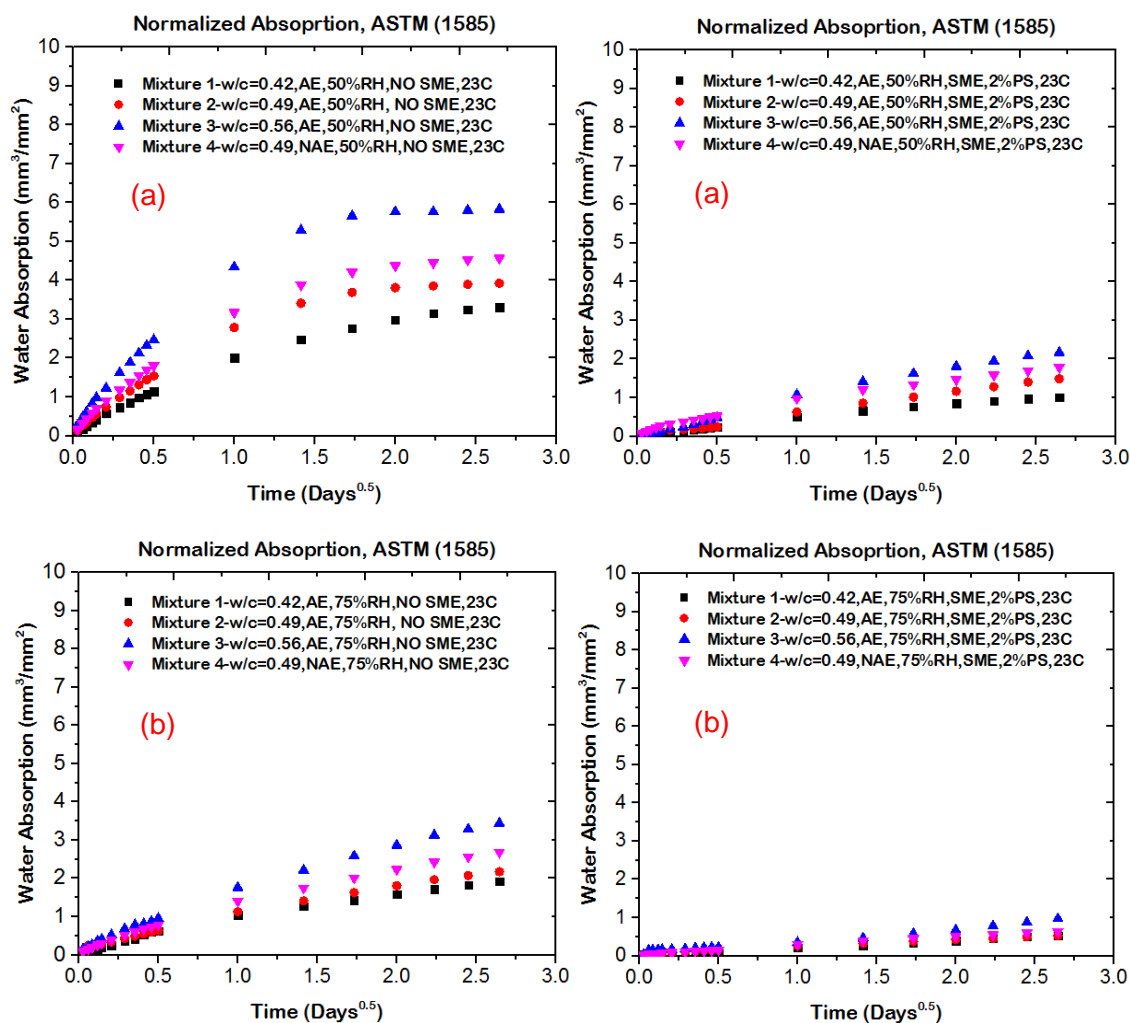 Normalized Absoprtion, ASTM (1585)
10
9
8
7
6
5
4
3
2
1
0
Water Absorption (mm³/mm²)
Mixture 1-w/c=0.42,AE,50%RH,NO SME,23C
Mixture 2-w/c=0.49,AE,50%RH, NO SME,23C
Mixture 3-w/c=0.56,AE,50%RH,NO SME,23C
Mixture 4-w/c=0.49,NAE,50%RH,NO SME,23C
(a)
0.0 0.5 1.0 1.5 2.0 2.5 3.0
Time (Days^0.5)
Normalized Absoprtion, ASTM (1585)
10
9
8
7
6
5
4
3
2
1
0
Water Absorption (mm³/mm²)
Mixture 1-w/c=0.42,AE,50%RH,SME,2%PS,23C
Mixture 2-w/c=0.49,AE,50%RH,SME,2%PS,23C
Mixture 3-w/c=0.56,AE,50%RH,SME,2%PS,23C
Mixture 4-w/c=0.49,NAE,50%RH,SME,2%PS,23C
(a)
0.0 0.5 1.0 1.5 2.0 2.5 3.0
Time (Days^0.5)
Normalized Absoprtion, ASTM (1585)
10
9
8
7
6
5
4
3
2
1
0
Water Absorption (mm³/mm²)
Mixture 1-w/c=0.42,AE,75%RH,NO SME,23C
Mixture 2-w/c=0.49,AE,75%RH, NO SME,23C
Mixture 3-w/c=0.56,AE,75%RH,NO SME,23C
Mixture 4-w/c=0.49,NAE,75%RH,NO SME,23C
(b)
0.0 0.5 1.0 1.5 2.0 2.5 3.0
Time (Days^0.5)
Normalized Absoprtion, ASTM (1585)
10
9
8
7
6
5
4
3
2
1
0
Water Absorption (mm³/mm²)
Mixture 1-w/c=0.42,AE,75%RH,SME,2%PS,23C
Mixture 2-w/c=0.49,AE,75%RH,SME,2%PS,23C
Mixture 3-w/c=0.56,AE,75%RH,SME,2%PS,23C
Mixture 4-w/c=0.49,NAE,75%RH,SME,2%PS,23C
(b)
0.0 0.5 1.0 1.5 2.0 2.5 3.0
Time (Days^0.5)